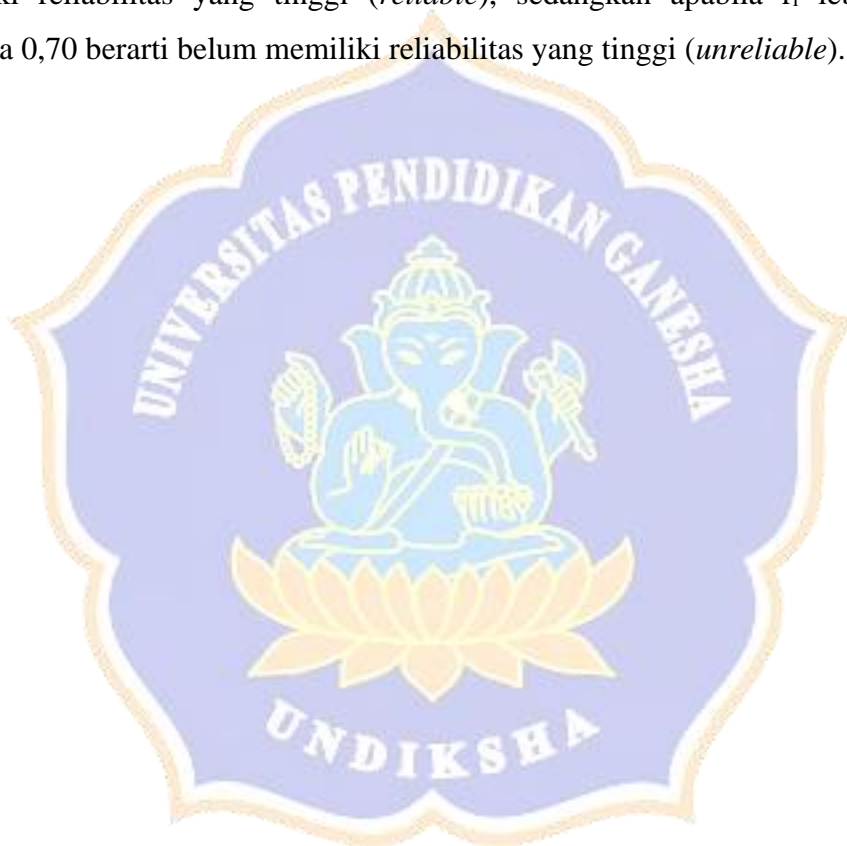 reliabilitas yang tinggi (reliable), sedangkan apabila
0,70 berarti belum memiliki reliabilitas yang tinggi (unreliable).
UNIVERSITAS PENDIDIKAN GANESHA
UNDIKSHA